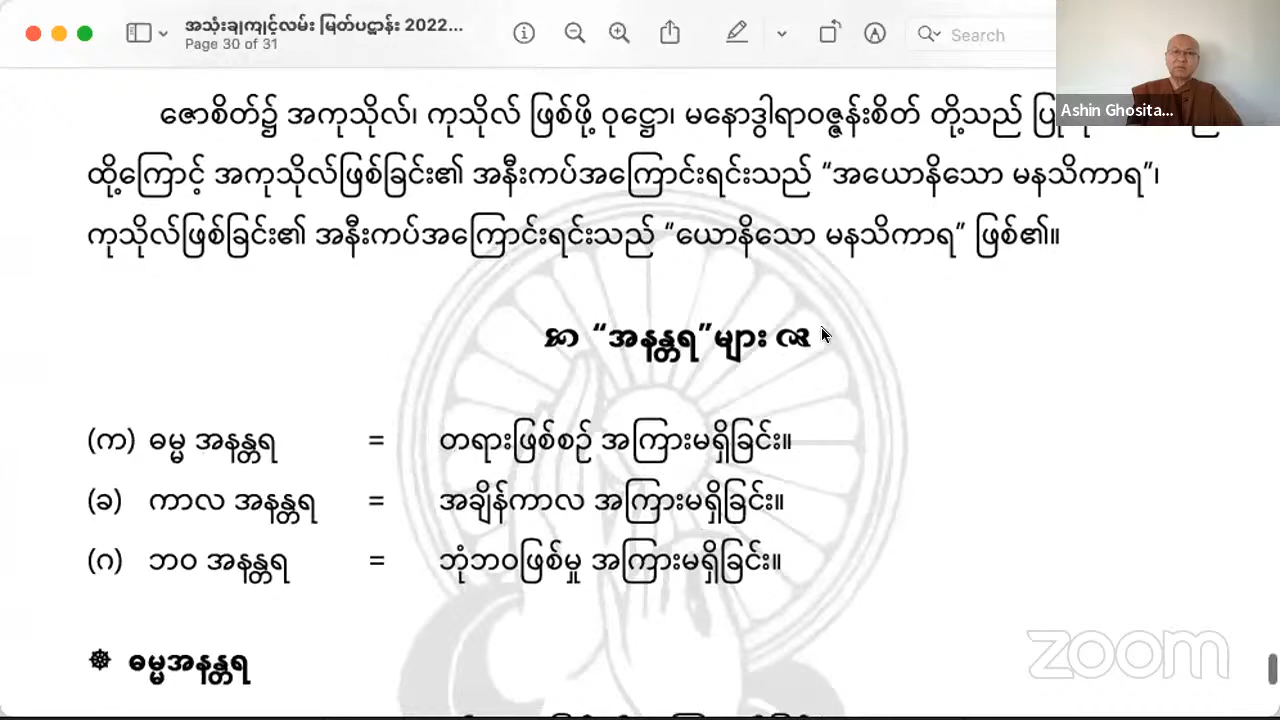 အသုံးချကျင့်လမ်း မြတ်ပဋ္ဌာန်း 2022...
Page 30 of 31
Search
Ashin Ghosita...
ဇောစိတ်၌ အကုသိုလ်၊ ကုသိုလ် ဖြစ်ဖို့ ဝုဋ္ဌော၊ မနောဒွါရာဝဇ္ဇန်းစိတ် တို့သည်
ထို့ကြောင့် အကုသိုလ်ဖြစ်ခြင်း၏ အနီးကပ်အကြောင်းရင်းသည် “အယောနိသော မနသိကာရ”၊
ကုသိုလ်ဖြစ်ခြင်း၏ အနီးကပ်အကြောင်းရင်းသည် “ယောနိသော မနသိကာရ” ဖြစ်၏။
“အနန္တရ”များ
(က) ဓမ္မ အနန္တရ = တရားဖြစ်စဉ် အကြားမရှိခြင်း။
(ခ) ကာလ အနန္တရ = အချိန်ကာလ အကြားမရှိခြင်း။
(ဂ) ဘဝ အနန္တရ = ဘုံဘဝဖြစ်မှု အကြားမရှိခြင်း။
ဓမ္မအနန္တရ
zoom